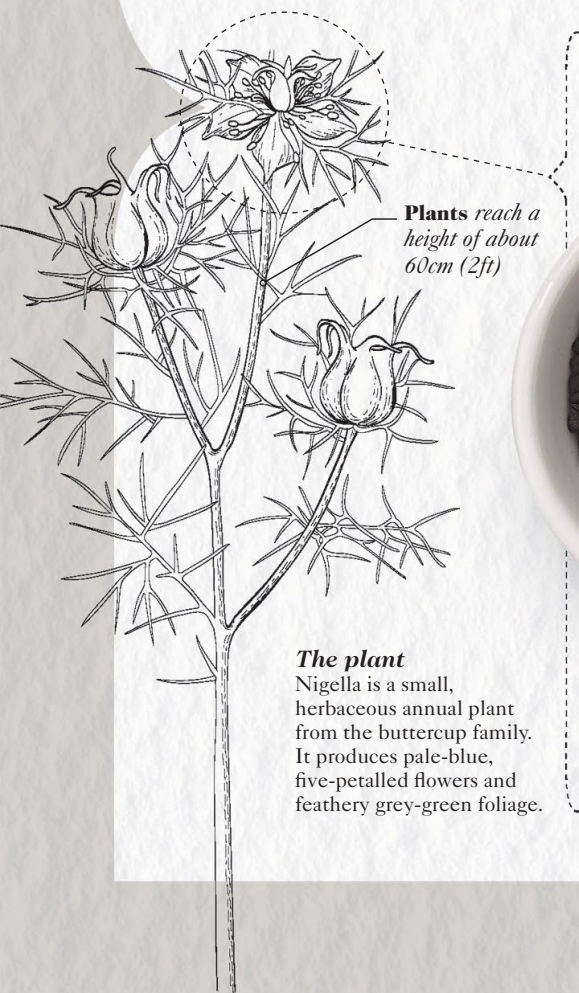 Plants reach a
height of about
60cm (2ft)
The plant
Nigella is a small,
herbaceous annual plant
from the buttercup family.
It produces pale-blue,
five-petalled flowers and
feathery grey-green foliage.